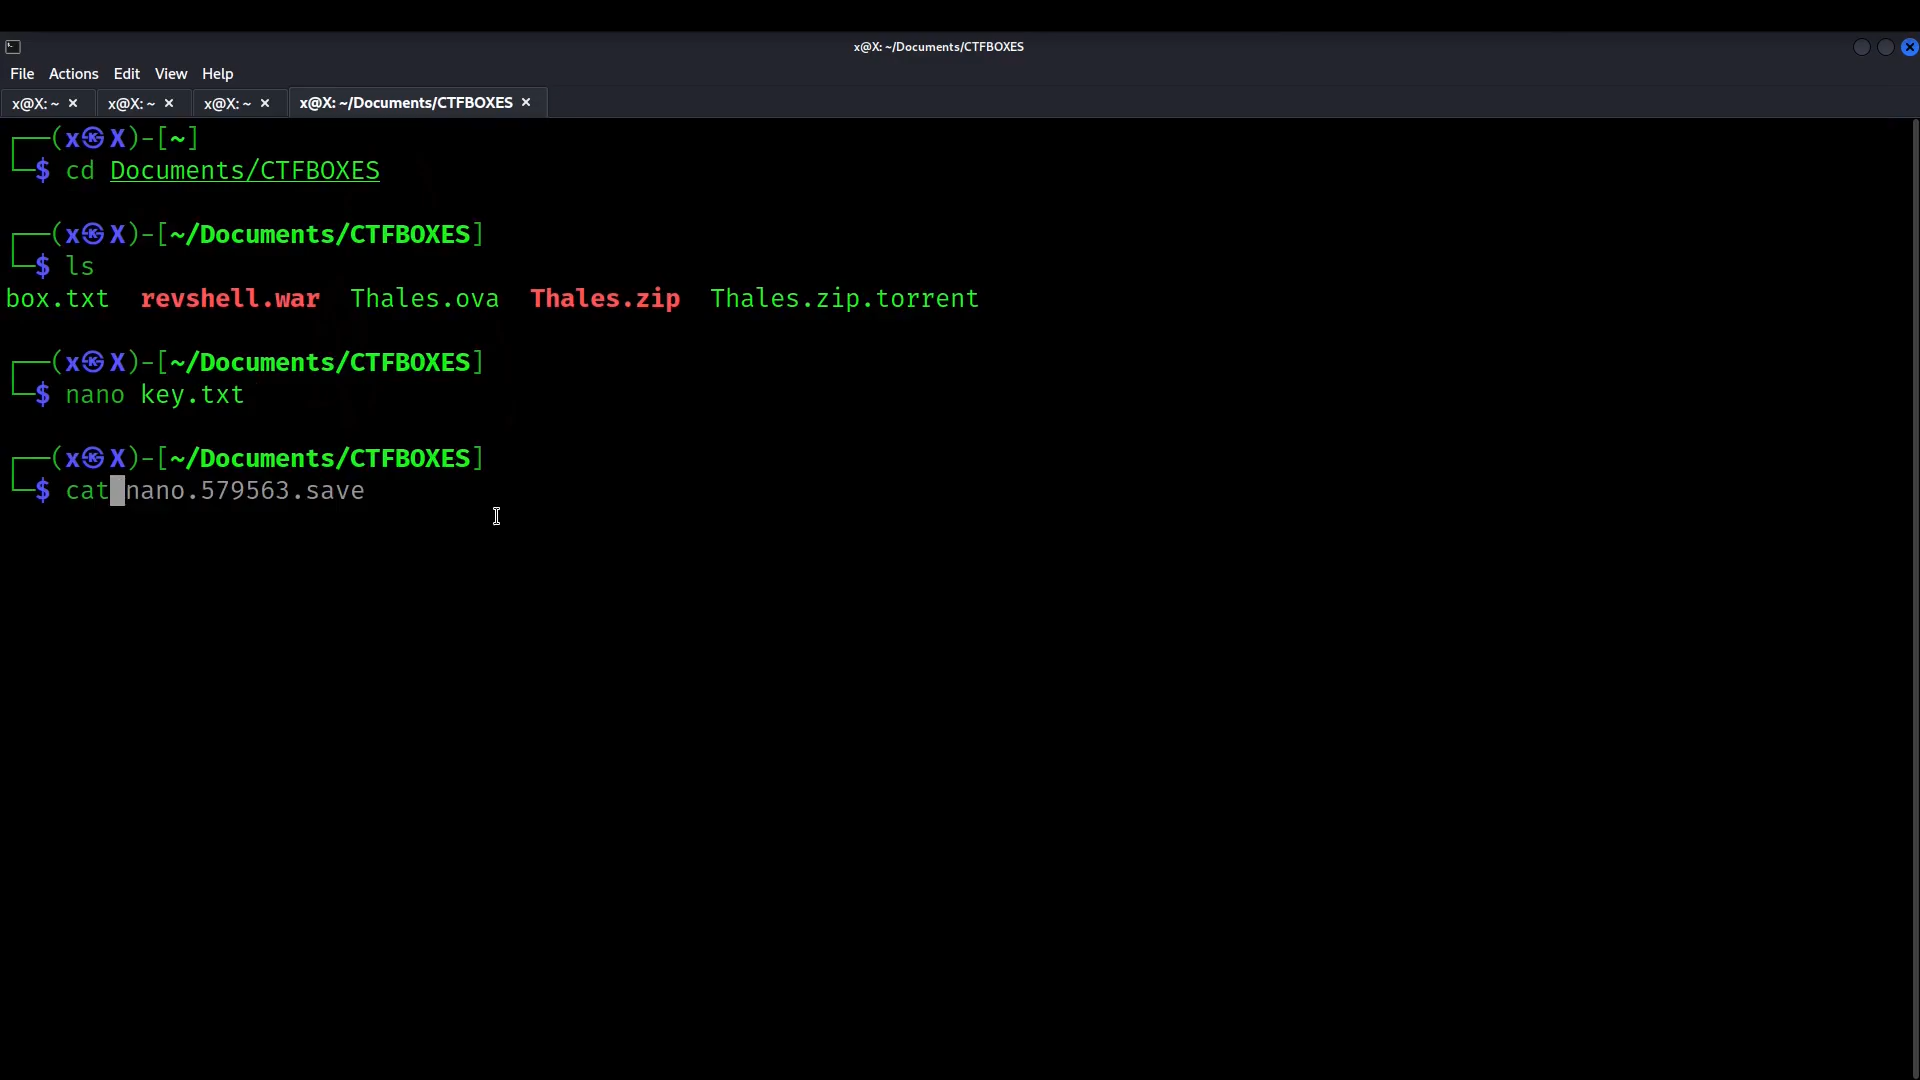 x@X: ~/Documents/CTFBOXES
File Actions Edit View Help
x@X: ~ × x@X: ~ × x@X: ~ × x@X: ~/Documents/CTFBOXES ×
┌──(x㉿X)-[~]
└─$ cd Documents/CTFBOXES
┌──(x㉿X)-[~/Documents/CTFBOXES]
└─$ ls
box.txt revshell.war Thales.ova Thales.zip Thales.zip.torrent
┌──(x㉿X)-[~/Documents/CTFBOXES]
└─$ nano key.txt
┌──(x㉿X)-[~/Documents/CTFBOXES]
└─$ cat nano.579563.save